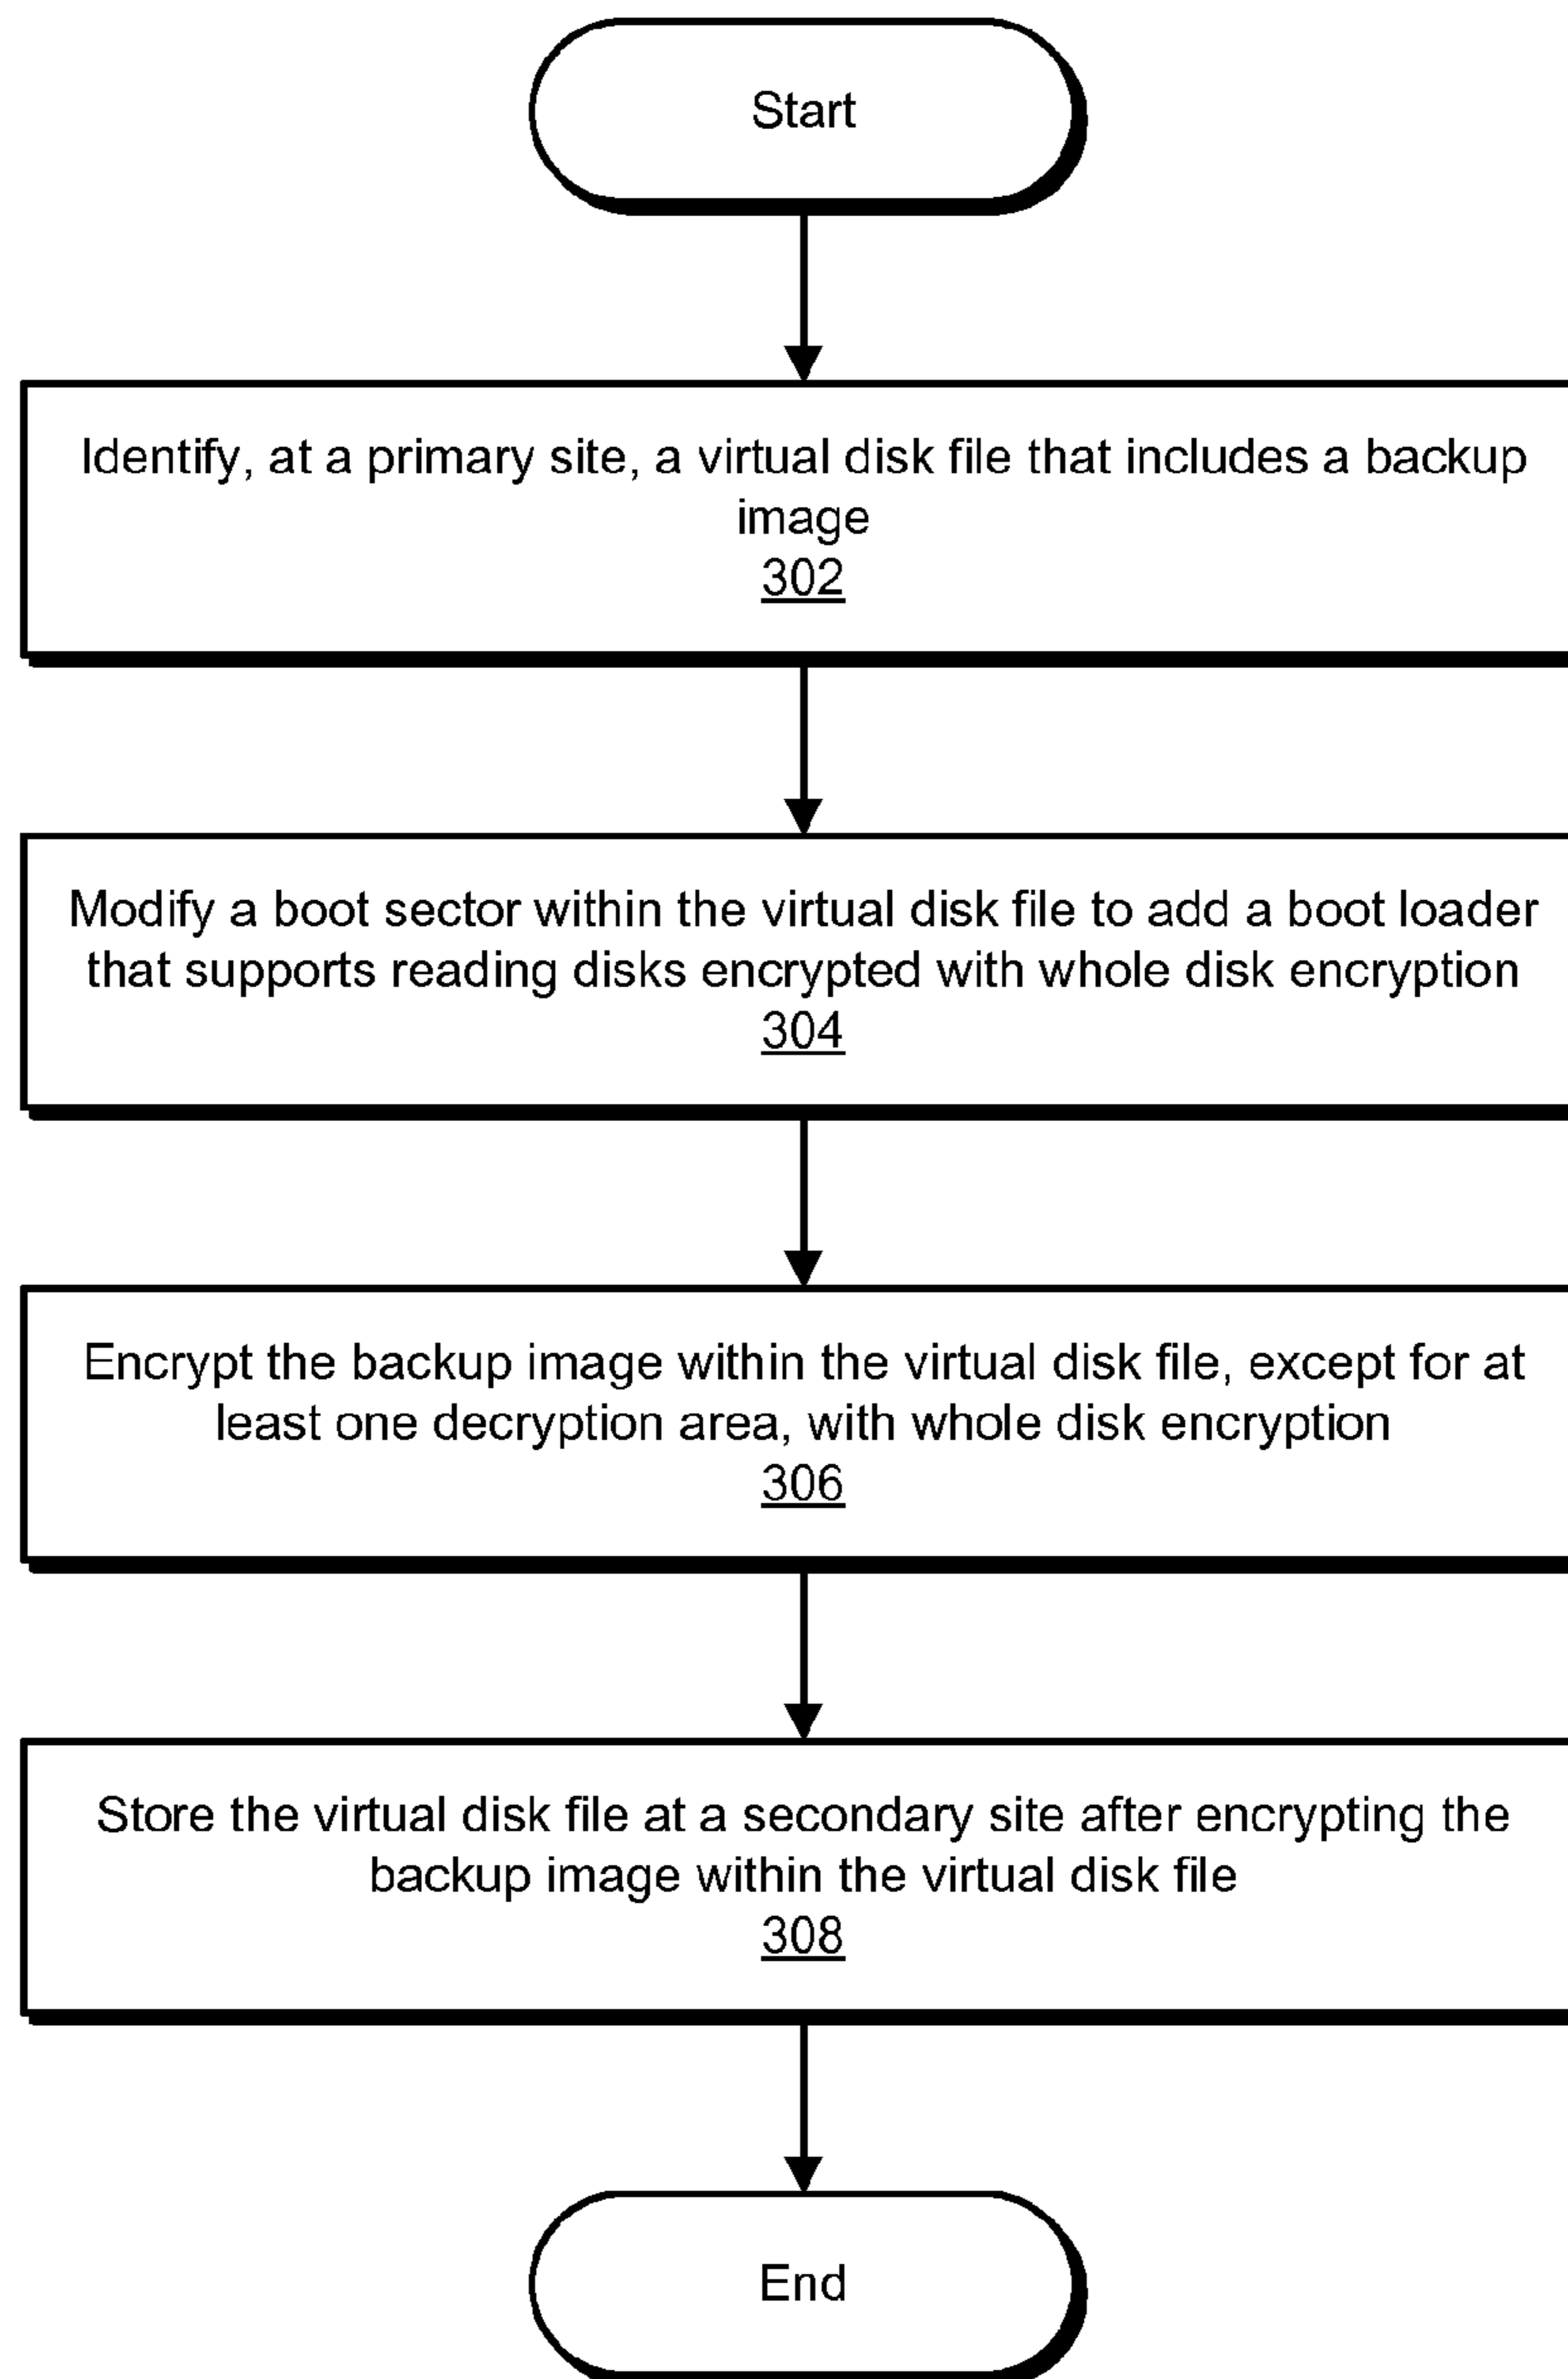 Start
Identify, at a primary site, a virtual disk file that includes a backup
image
302
Modify a boot sector within the virtual disk file to add a boot loader
that supports reading disks encrypted with whole disk encryption
304
Encrypt the backup image within the virtual disk file, except for at
least one decryption area, with whole disk encryption
306
Store the virtual disk file at a secondary site after encrypting the
backup image within the virtual disk file
308
End